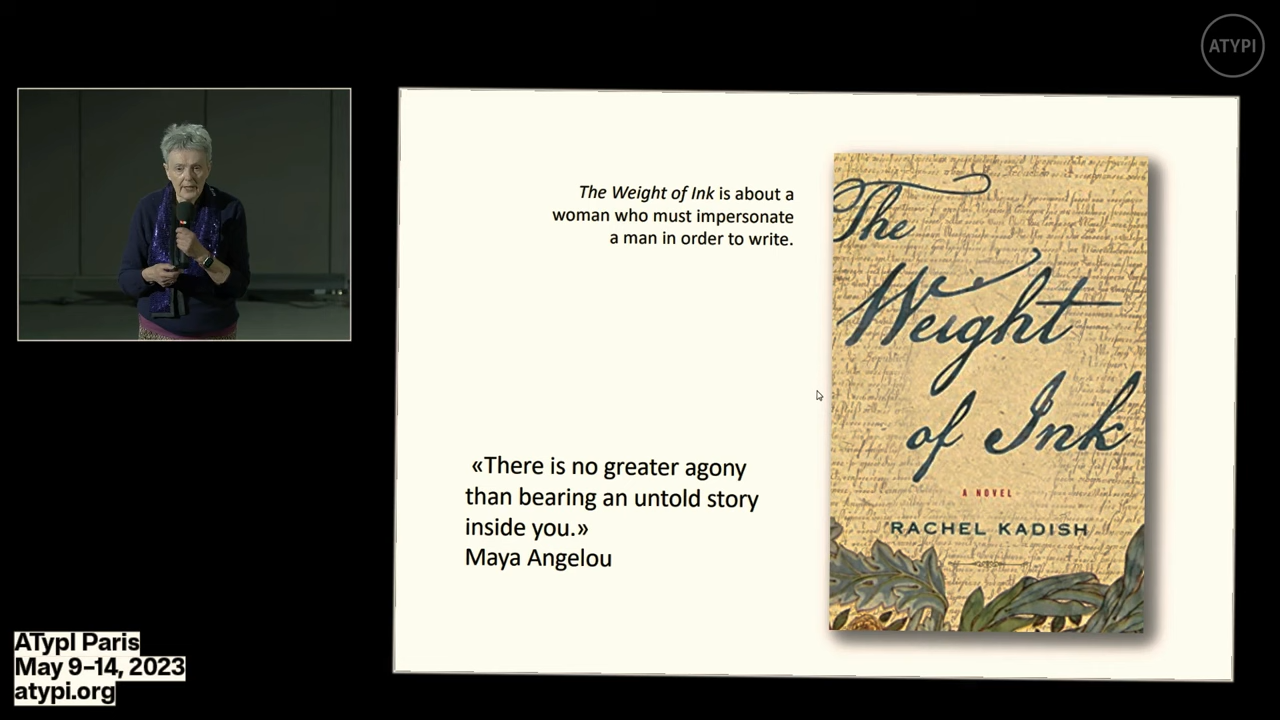 ATYPI
The Weight of Ink is about a
woman who must impersonate
a man in order to write.
«There is no greater agony
than bearing an untold story
inside you.»
Maya Angelou
The
Weight
of Ink
A NOVEL
RACHEL KADISH
ATypI Paris
May 9–14, 2023
atypi.org